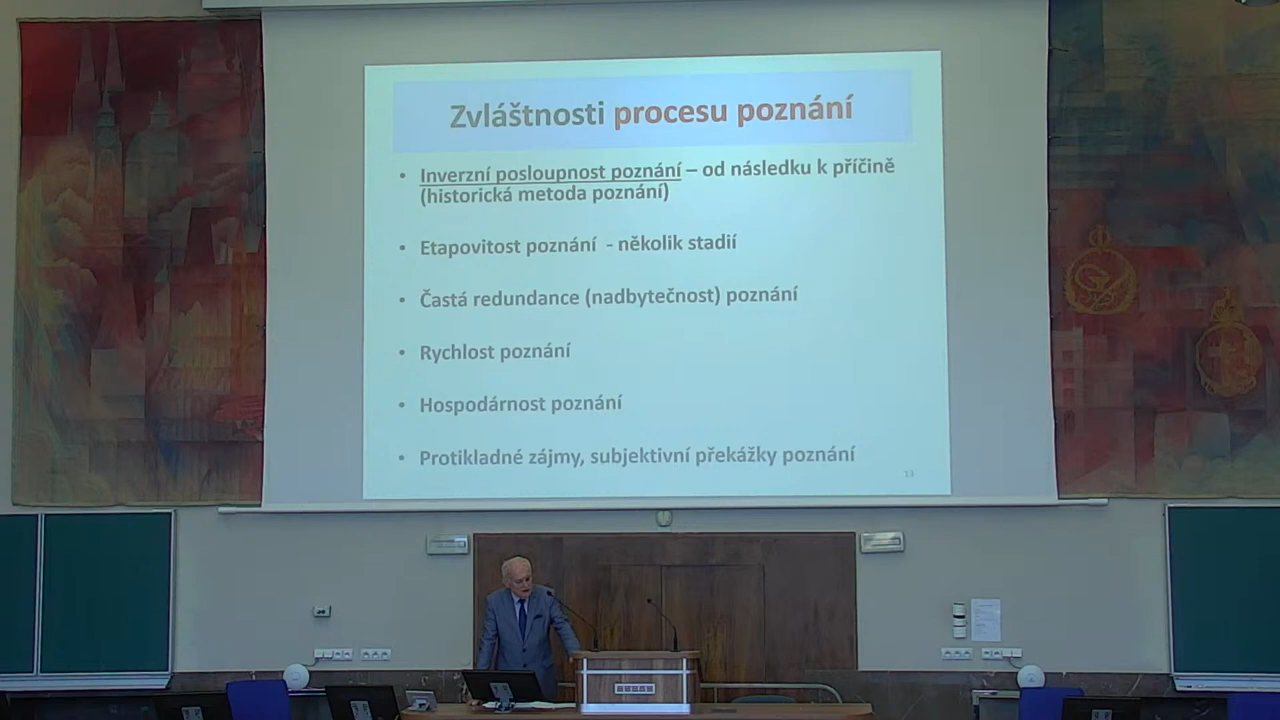 Zvláštnosti procesu poznání
• Inverzní posloupnost poznání – od následku k příčině
(historická metoda poznání)
• Etapovitost poznání - několik stadií
• Častá redundance (nadbytečnost) poznání
• Rychlost poznání
• Hospodárnost poznání
• Protikladné zájmy, subjektivní překážky poznání
13